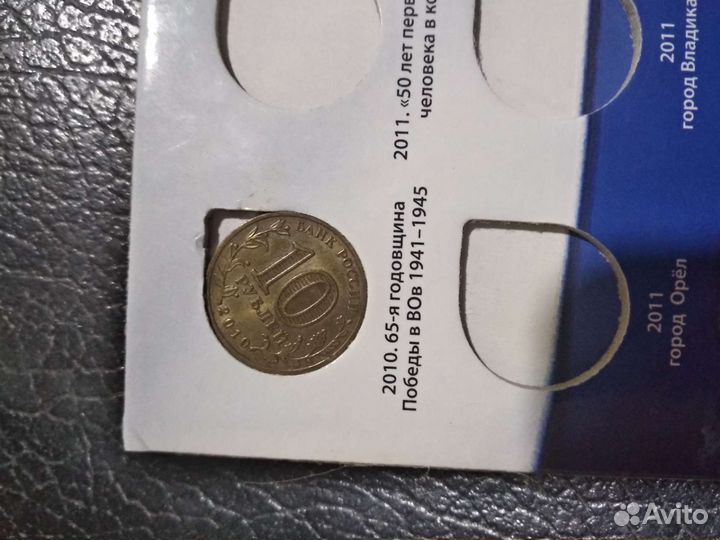 2011. «50 лет перв
человека в ко
2011
город Владика
БАНК РОССИИ
10
РУБЛЕЙ
2010
2010. 65-я годовщина
Победы в ВОв 1941–1945
2011
город Орёл
Avito